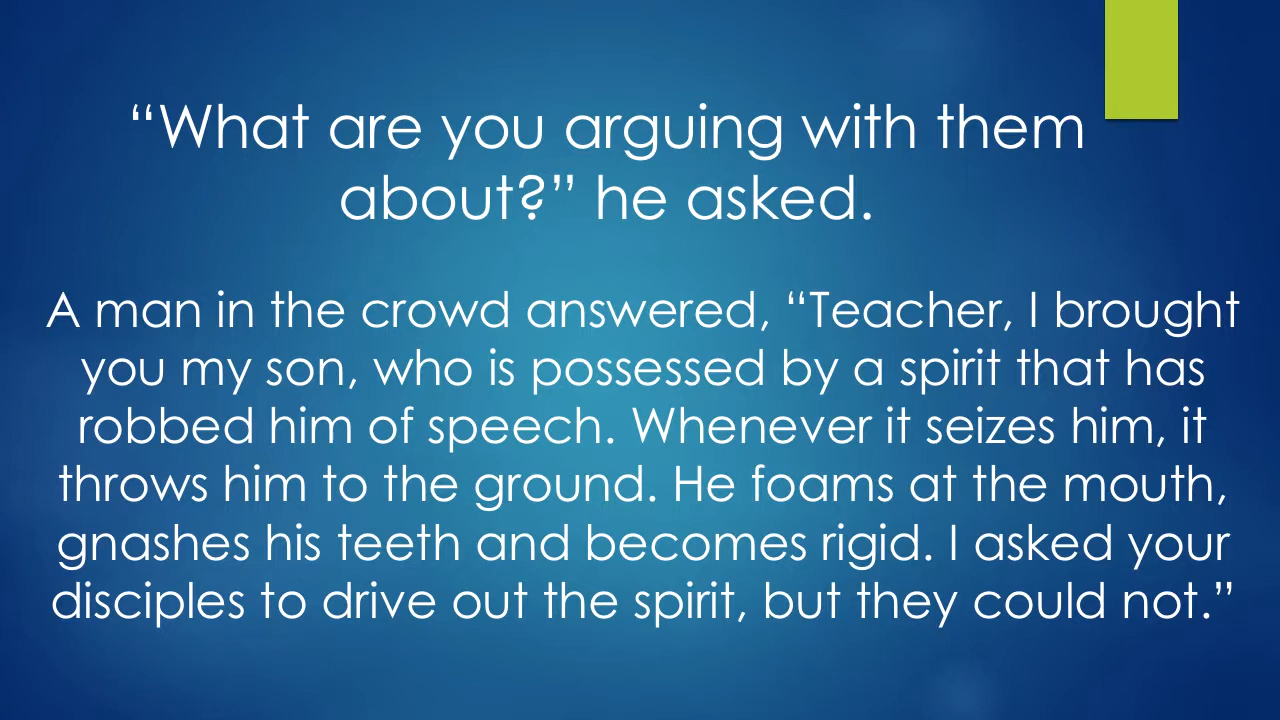 “What are you arguing with them
about?” he asked.
A man in the crowd answered, “Teacher, I brought
you my son, who is possessed by a spirit that has
robbed him of speech. Whenever it seizes him, it
throws him to the ground. He foams at the mouth,
gnashes his teeth and becomes rigid. I asked your
disciples to drive out the spirit, but they could not.”